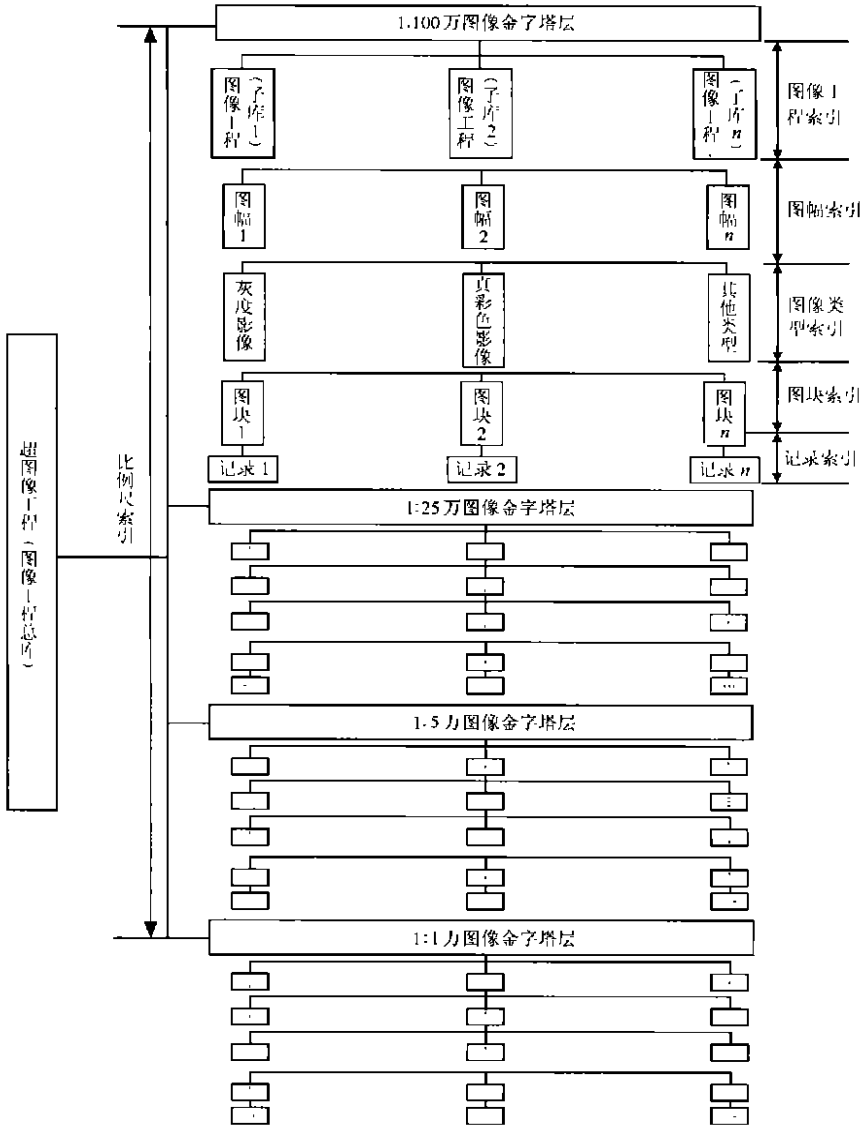 1:100万图像金字塔层
图像工程
(子库1)
图像工程
(子库2)
图像工程
(子库n)
图像工程索引
图幅1
图幅2
图幅n
图幅索引
灰度影像
真彩色影像
其他类型
图像类型索引
图块1
图块2
图块n
图块索引
记录1
记录2
记录n
记录索引
超图像工程(图像工程总库)
比例尺索引
1:25万图像金字塔层
1:5万图像金字塔层
1:1万图像金字塔层